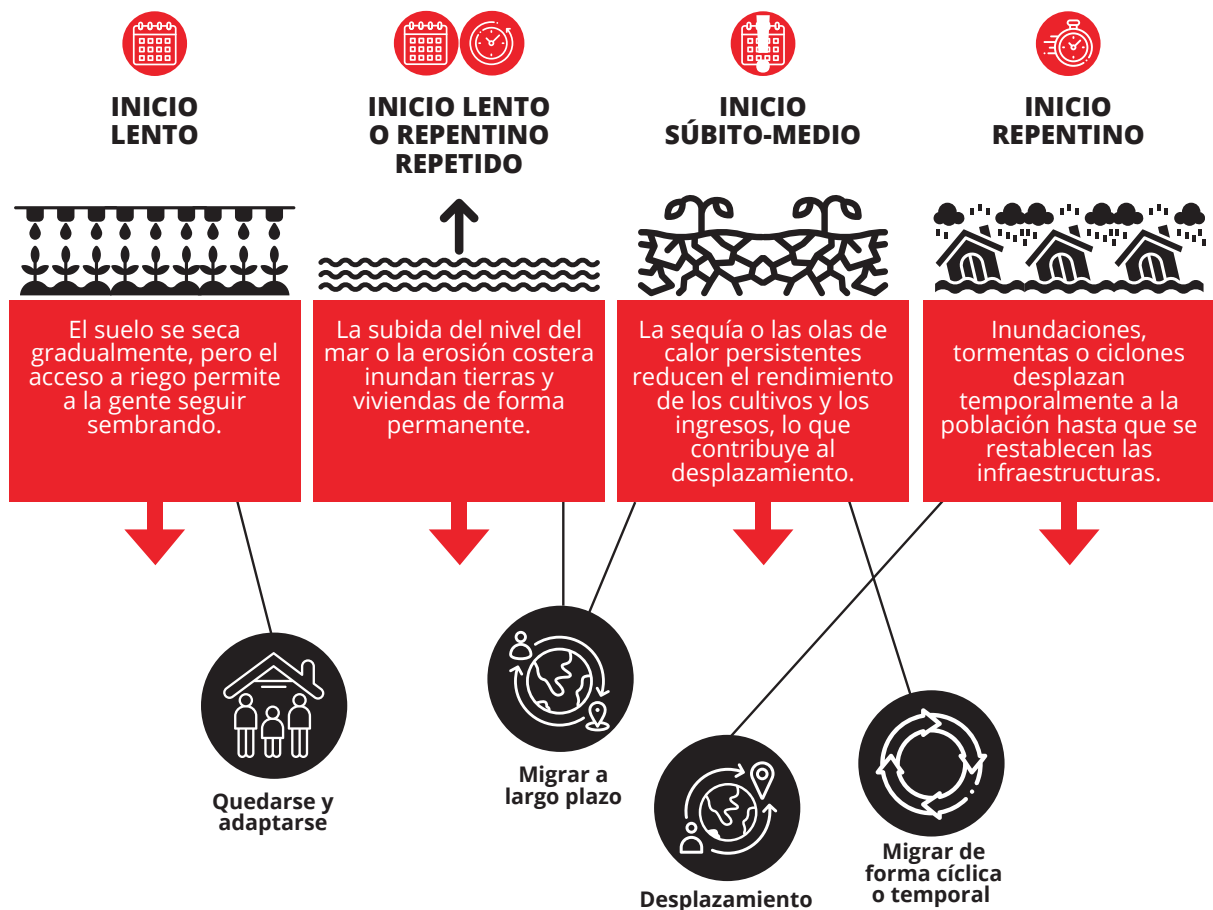 INICIO
LENTO
INICIO LENTO
O REPENTINO
REPETIDO
INICIO
SÚBITO-MEDIO
INICIO
REPENTINO
El suelo se seca
gradualmente, pero el
acceso a riego permite
a la gente seguir
sembrando.
La subida del nivel del
mar o la erosión costera
inundan tierras y
viviendas de forma
permanente.
La sequía o las olas de
calor persistentes
reducen el rendimiento
de los cultivos y los
ingresos, lo que
contribuye al
desplazamiento.
Inundaciones,
tormentas o ciclones
desplazan
temporalmente a la
población hasta que se
restablecen las
infraestructuras.
Quedarse y
adaptarse
Migrar a
largo plazo
Desplazamiento
Migrar de
forma cíclica
o temporal